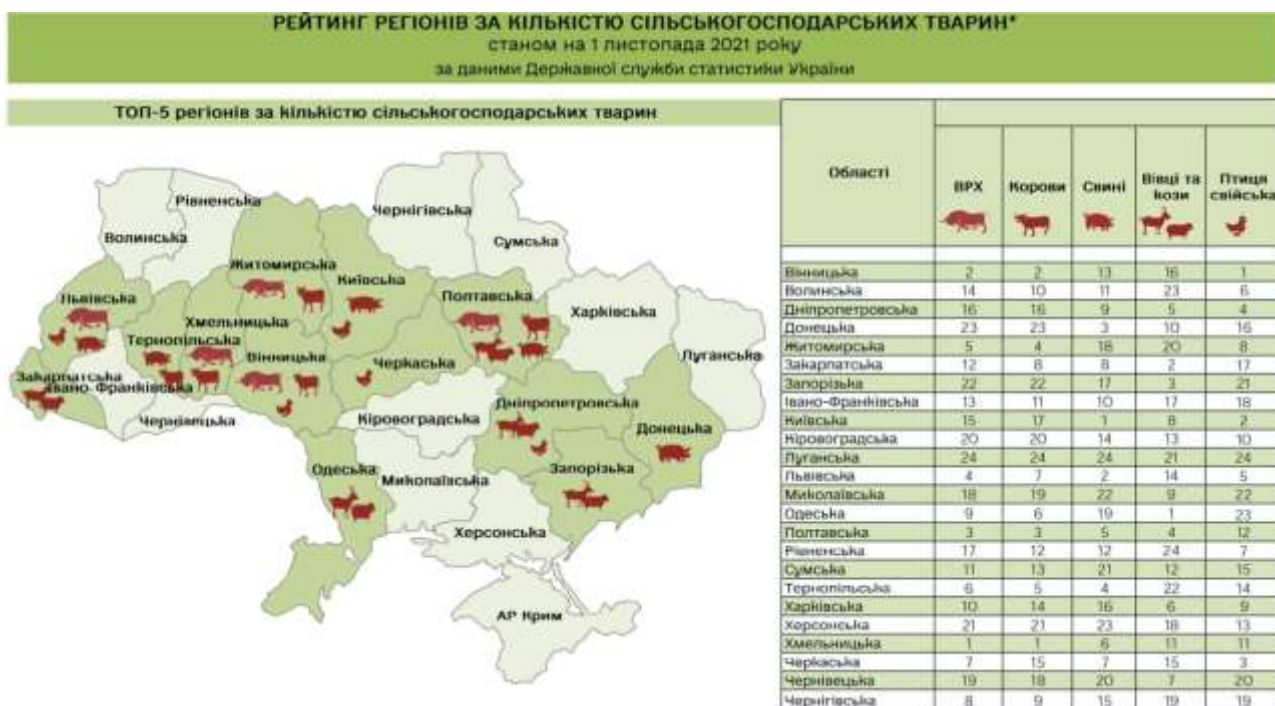 РЕЙТИНГ РЕГІОНІВ ЗА КІЛЬКІСТЮ СІЛЬСЬКОГОСПОДАРСЬКИХ ТВАРИН*
станом на 1 листопада 2021 року
за даними Державної служби статистики України
ТОП-5 регіонів за кількістю сільськогосподарських тварин
Рівненська
Волинська
Чернігівська
Сумська
Житомирська
Київська
Львівська
Полтавська
Харківська
Хмельницька
Тернопільська
Вінницька
Черкаська
Луганська
Закарпатська
Івано-Франківська
Чернівецька
Кіровоградська
Дніпропетровська
Донецька
Одеська
Миколаївська
Запорізька
Херсонська
АР Крим
Області ВРХ Корови Свині Вівці та кози Птиця свійська
Вінницька 2 2 13 16 1
Волинська 14 10 11 23 6
Дніпропетровська 16 16 9 5 4
Донецька 23 23 3 10 16
Житомирська 5 4 18 20 8
Закарпатська 12 8 8 2 17
Запорізька 22 22 17 3 21
Івано-Франківська 13 11 10 17 18
Київська 15 17 1 8 2
Кіровоградська 20 20 14 13 10
Луганська 24 24 24 21 24
Львівська 4 7 2 14 5
Миколаївська 18 19 22 9 22
Одеська 9 6 19 1 23
Полтавська 3 3 5 4 12
Рівненська 17 12 12 24 7
Сумська 11 13 21 12 15
Тернопільська 6 5 4 22 14
Харківська 10 14 16 6 9
Херсонська 21 21 23 18 13
Хмельницька 1 1 6 11 11
Черкаська 7 15 7 15 3
Чернівецька 19 18 20 7 20
Чернігівська 8 9 15 19 19